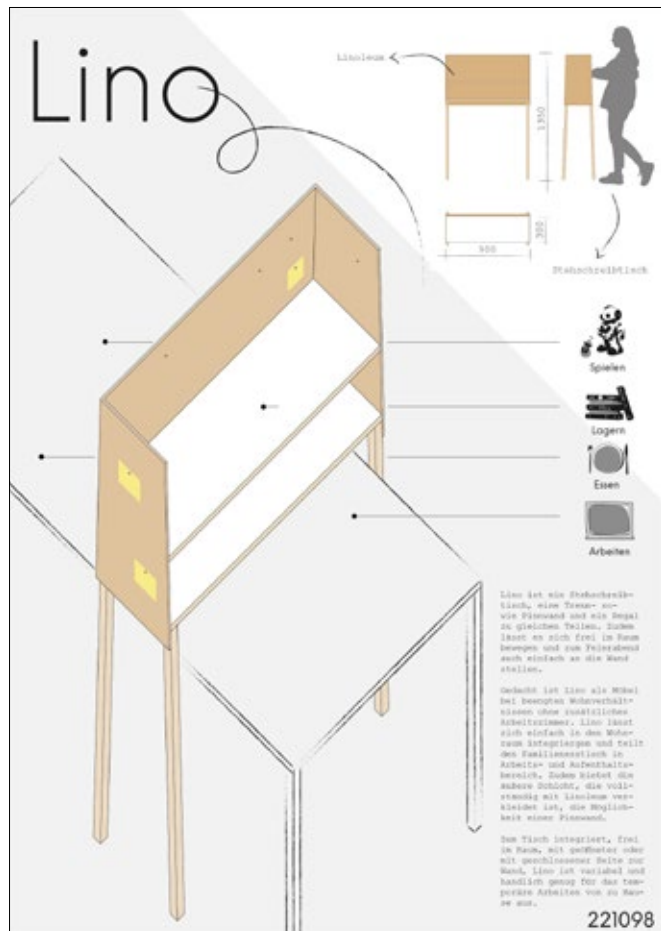 Lino
Linoleum
1350
300
900
Stehschreibtisch
Spielen
Lagern
Essen
Arbeiten
Lino ist ein Stehschreib-
tisch, eine Trenn- so-
wie Pinnwand und ein Regal
zu gleichen Teilen. Zudem
lässt es sich frei im Raum
bewegen und zum Feierabend
auch einfach an die Wand
stellen.
Gedacht ist Lino als Möbel
bei beengten Wohnverhält-
nissen ohne zusätzliches
Arbeitszimmer. Lino lässt
sich einfach in den Wohn-
raum integrieren und teilt
den Familienesstisch in
Arbeits- und Aufenthalts-
bereich. Zudem bietet die
äußere Schicht, die voll-
ständig mit Linoleum ver-
kleidet ist, die Möglich-
keit einer Pinnwand.
Dem Tisch integriert, frei
im Raum, mit geöffneter oder
mit geschlossener Seite zur
Wand, Lino ist variabel und
handlich genug für das tem-
poräre Arbeiten von zu Hau-
se aus.
221098